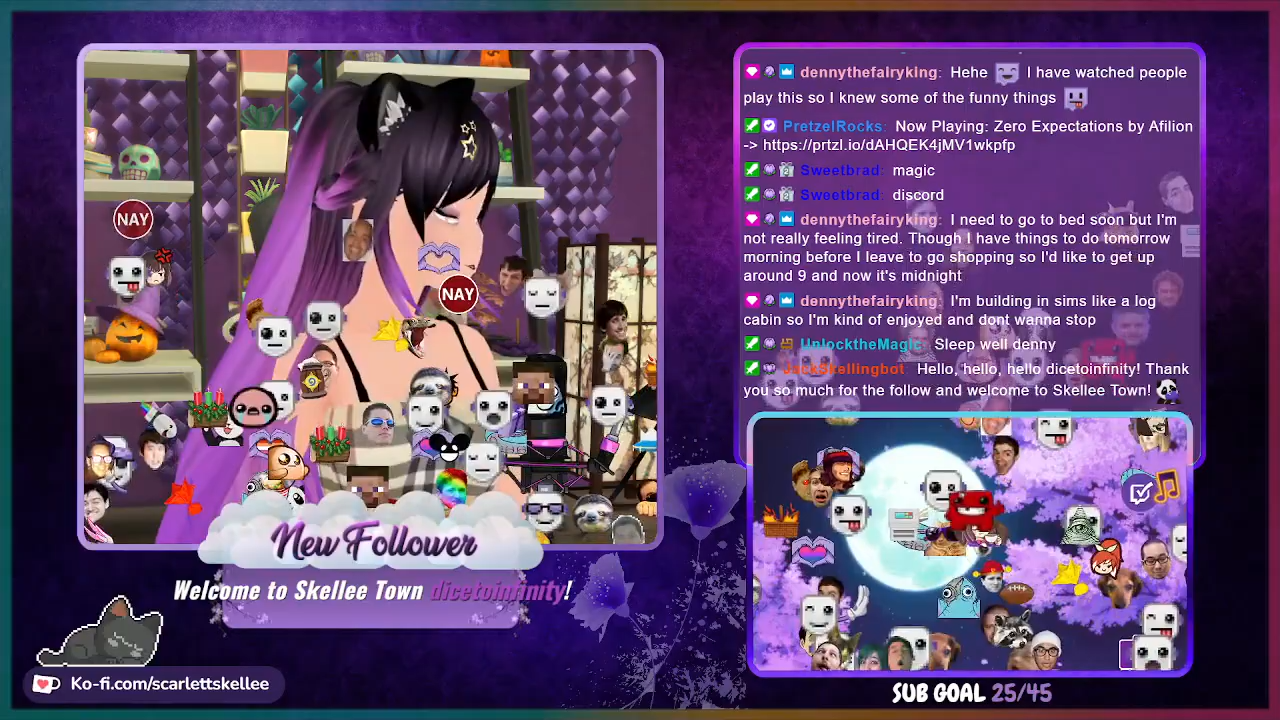 NAY
NAY
New Follower
Welcome to Skellee Town dicetoinfinity!
Ko-fi.com/scarlettskellee
dennythefairyking: Hehe I have watched people
play this so I knew some of the funny things
PretzelRocks: Now Playing: Zero Expectations by Afilion
-> https://prtzl.io/dAHQEK4jMV1wkpfp
Sweetbrad: magic
Sweetbrad: discord
dennythefairyking: I need to go to bed soon but I'm
not really feeling tired. Though I have things to do tomorrow
morning before I leave to go shopping so I'd like to get up
around 9 and now it's midnight
dennythefairyking: I'm building in sims like a log
cabin so I'm kind of enjoyed and dont wanna stop
UnlocktheMagic: Sleep well denny
JackSkellingbot: Hello, hello, hello dicetoinfinity! Thank
you so much for the follow and welcome to Skellee Town!
SUB GOAL 25/45